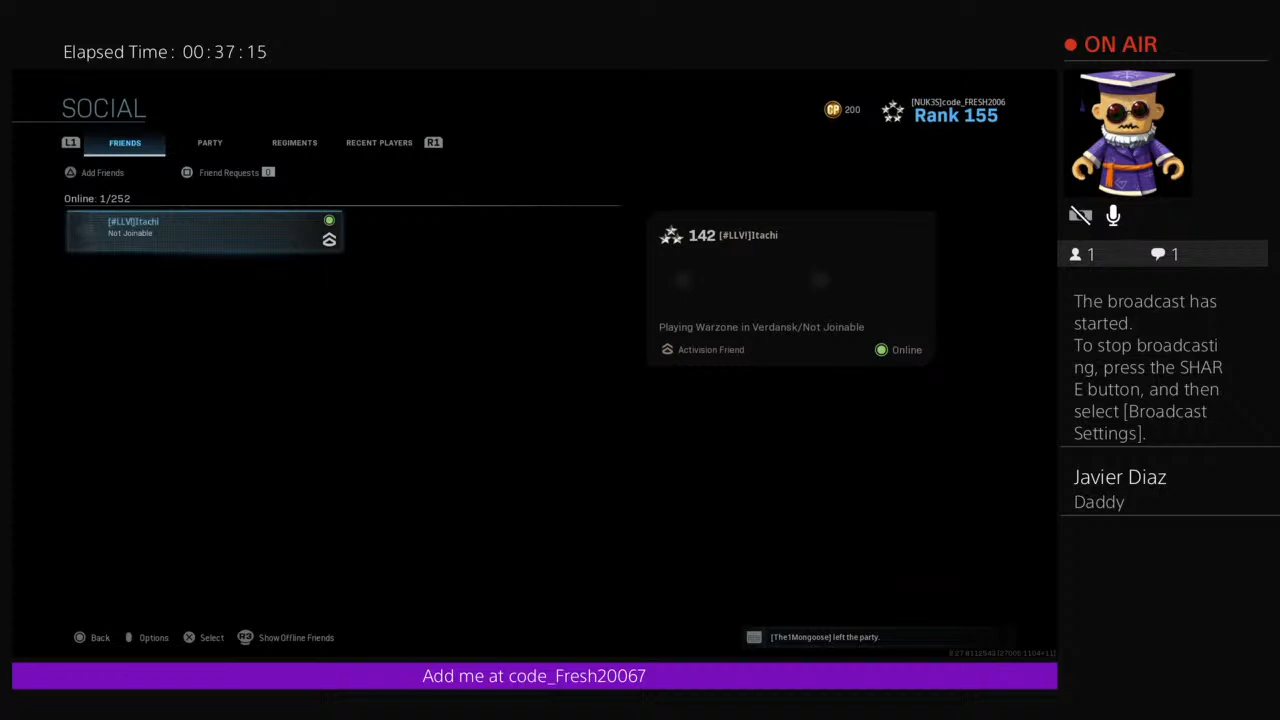 Elapsed Time: 00:37:15
ON AIR
SOCIAL
CP 200
[NUK3S]code_FRESH2006
Rank 155
L1 FRIENDS PARTY REGIMENTS RECENT PLAYERS R1
Add Friends Friend Requests 0
Online: 1/252
[#LLV!]Itachi
Not Joinable
142 [#LLV!]Itachi
Playing Warzone in Verdansk/Not Joinable
Activision Friend Online
1 1
The broadcast has
started.
To stop broadcasti
ng, press the SHAR
E button, and then
select [Broadcast
Settings].
Javier Diaz
Daddy
Back Options Select R3 Show Offline Friends
[The1Mongoose] left the party.
Add me at code_Fresh20067